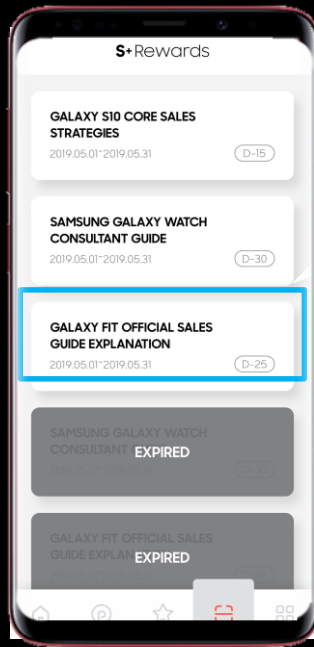 S+Rewards
GALAXY S10 CORE SALES
STRATEGIES
2019.05.01~2019.05.31
D-15
SAMSUNG GALAXY WATCH
CONSULTANT GUIDE
2019.05.01~2019.05.31
D-30
GALAXY FIT OFFICIAL SALES
GUIDE EXPLANATION
2019.05.01~2019.05.31
D-25
SAMSUNG GALAXY WATCH
CONSULTANT
EXPIRED
GALAXY FIT OFFICIAL SALES
GUIDE
EXPIRED